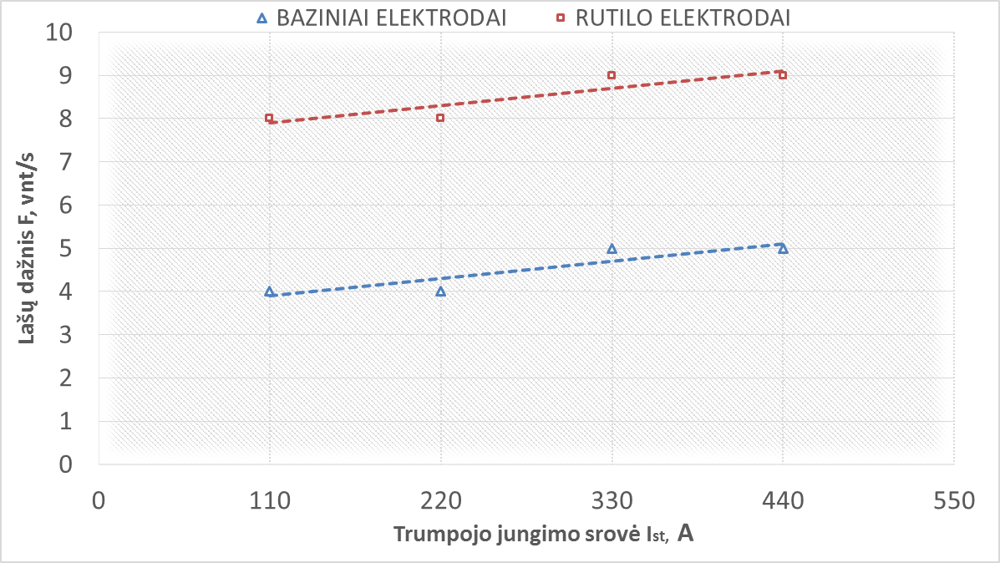 BAZINIAI ELEKTRODAI RUTILO ELEKTRODAI
10
9
8
7
6
5
4
3
2
1
0
Lašų dažnis F, vnt/s
0 110 220 330 440 550
Trumpojo jungimo srovė Ist, A